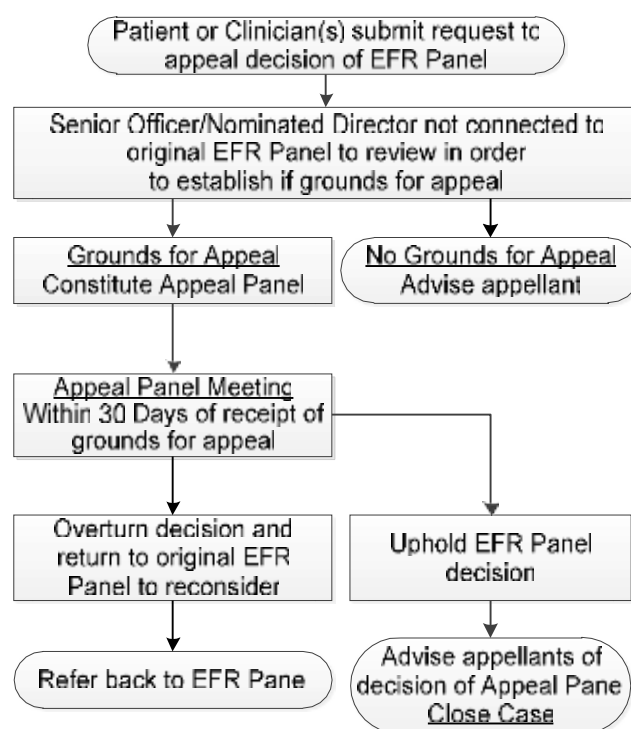 Patient or Clinician(s) submit request to
appeal decision of EFR Panel
Senior Officer/Nominated Director not connected to
original EFR Panel to review in order
to establish if grounds for appeal
Grounds for Appeal
Constitute Appeal Panel
No Grounds for Appeal
Advise appellant
Appeal Panel Meeting
Within 30 Days of receipt of
grounds for appeal
Overturn decision and
return to original EFR
Panel to reconsider
Uphold EFR Panel
decision
Refer back to EFR Pane
Advise appellants of
decision of Appeal Pane
Close Case